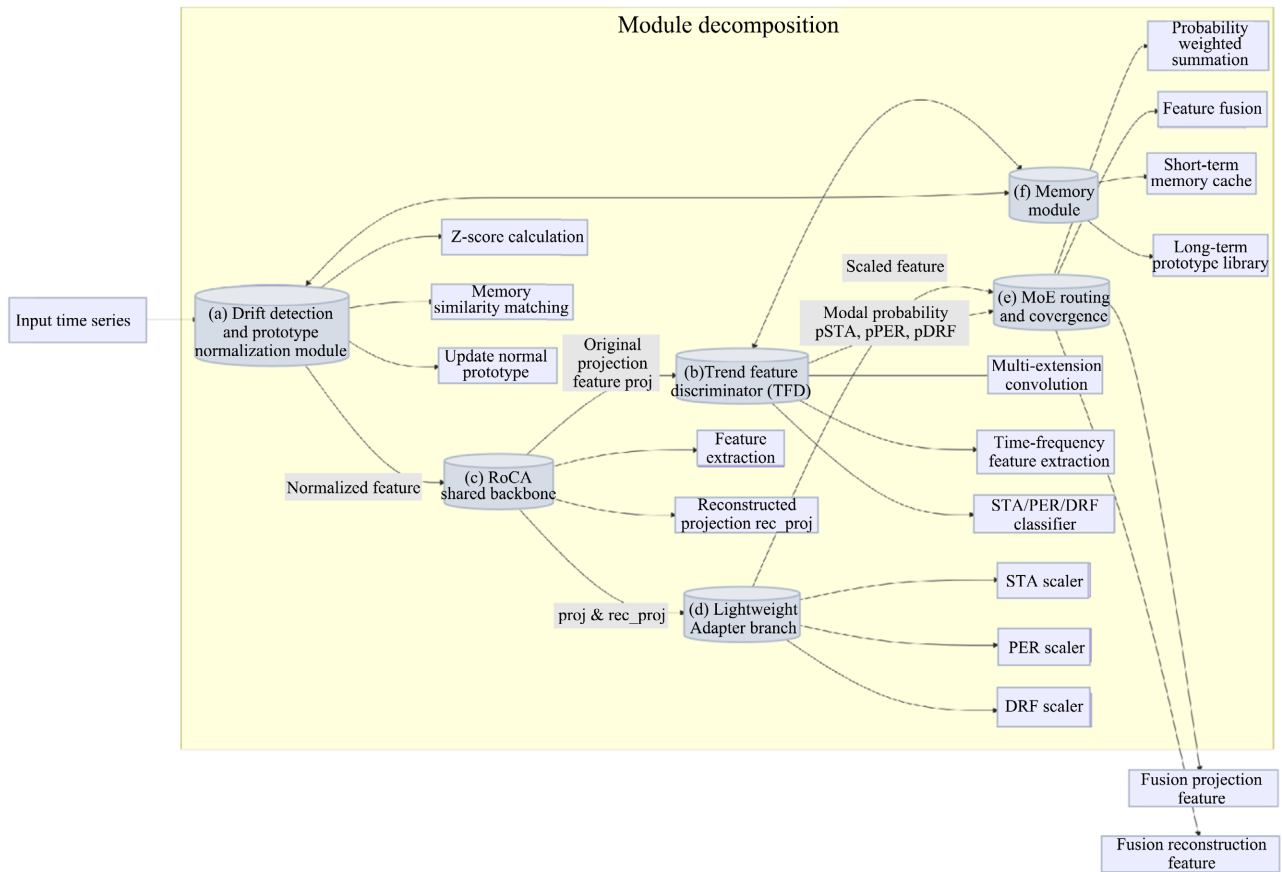 Module decomposition
Probability
weighted
summation
Feature fusion
Short-term
memory cache
(f) Memory
module
Long-term
prototype library
Z-score calculation
Scaled feature
(e) MoE routing
and covergence
Memory
similarity matching
Input time series
(a) Drift detection
and prototype
normalization module
Modal probability
pSTA, pPER, pDRF
Update normal
prototype
Original
projection
feature proj
(b)Trend feature
discriminator (TFD)
Multi-extension
convolution
Feature
extraction
Time-frequency
feature extraction
Normalized feature
(c) RoCA
shared backbone
Reconstructed
projection rec_proj
STA/PER/DRF
classifier
proj & rec_proj
(d) Lightweight
Adapter branch
STA scaler
PER scaler
DRF scaler
Fusion projection
feature
Fusion reconstruction
feature